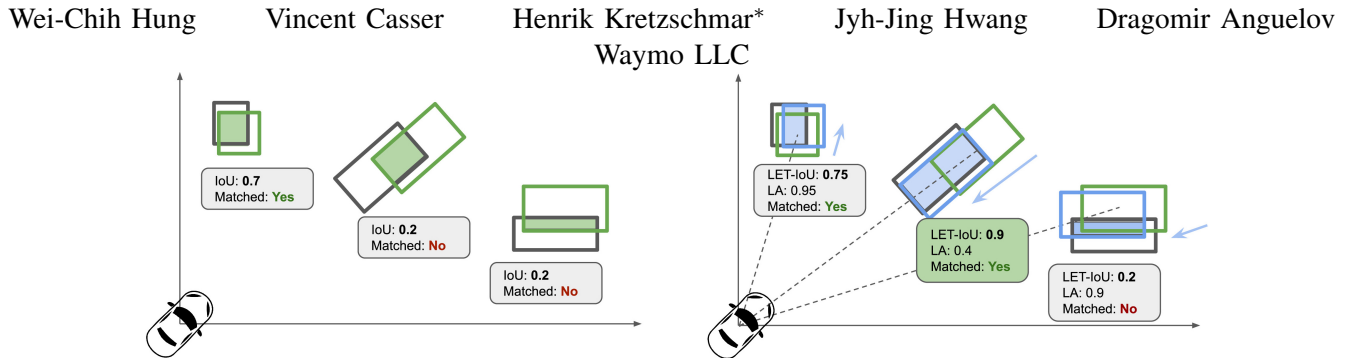 Wei-Chih Hung Vincent Casser Henrik Kretzschmar* Jyh-Jing Hwang Dragomir Anguelov
Waymo LLC
IoU: 0.7
Matched: Yes
IoU: 0.2
Matched: No
IoU: 0.2
Matched: No
LET-IoU: 0.75
LA: 0.95
Matched: Yes
LET-IoU: 0.9
LA: 0.4
Matched: Yes
LET-IoU: 0.2
LA: 0.9
Matched: No